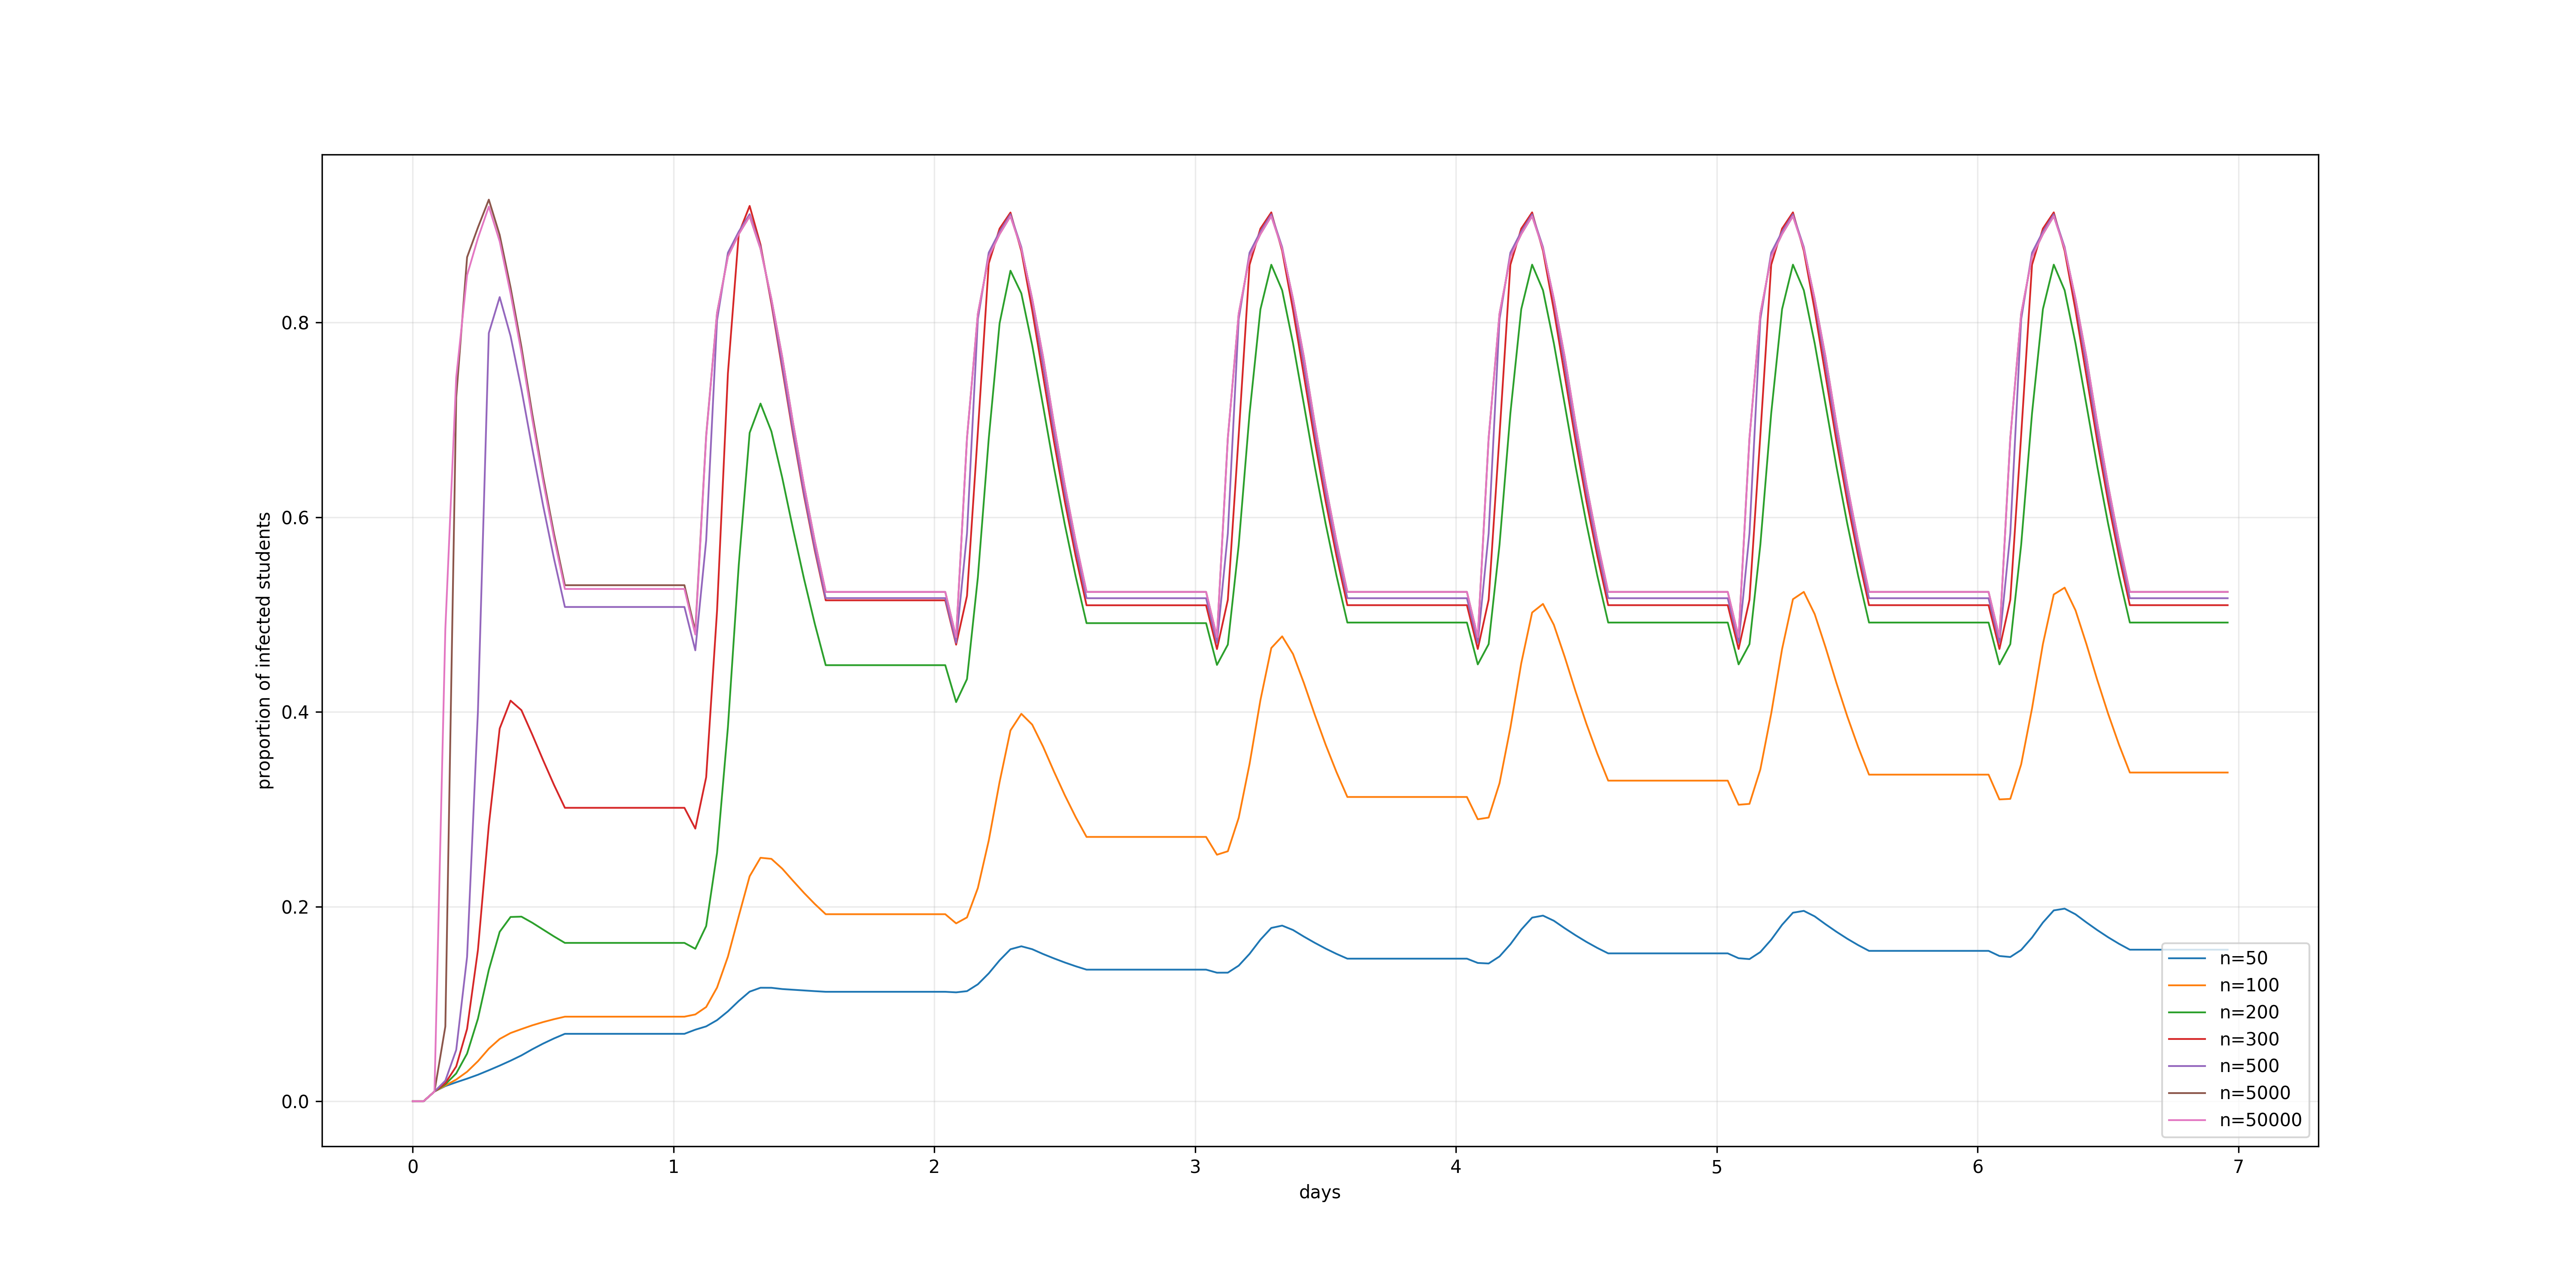 0.8
0.6
0.4
0.2
0.0
proportion of infected students
0 1 2 3 4 5 6 7
days
n=50
n=100
n=200
n=300
n=500
n=5000
n=50000